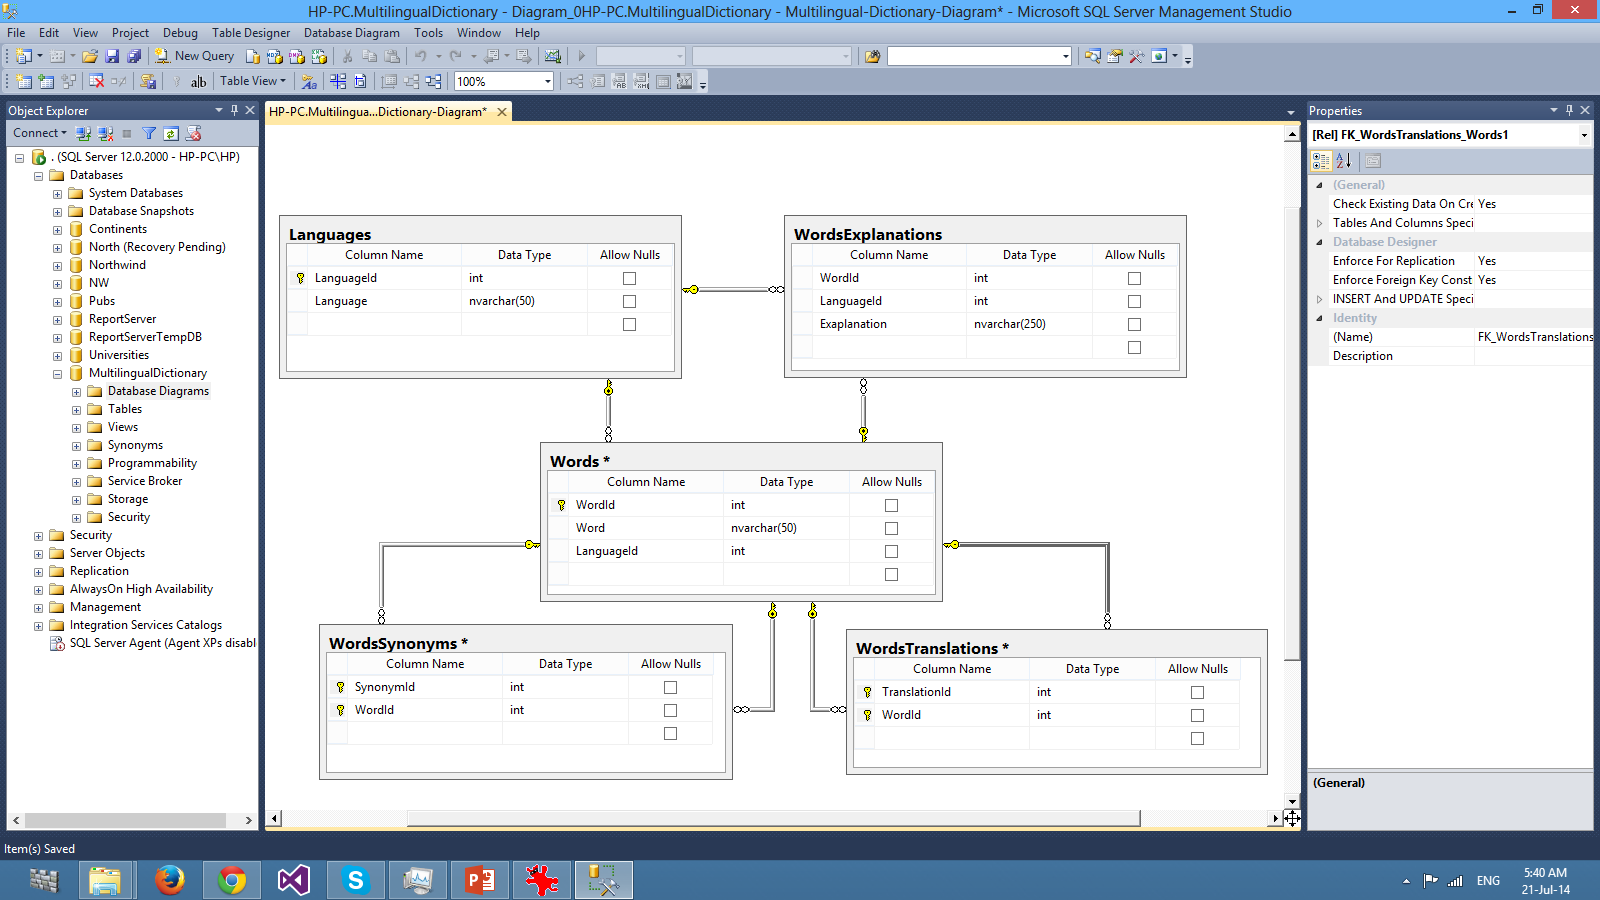 HP-PC.MultilingualDictionary - Diagram_0HP-PC.MultilingualDictionary - Multilingual-Dictionary-Diagram* - Microsoft SQL Server Management Studio
File Edit View Project Debug Table Designer Database Diagram Tools Window Help
New Query
Table View
100%
Object Explorer
Connect
. (SQL Server 12.0.2000 - HP-PC\HP)
Databases
System Databases
Database Snapshots
Continents
North (Recovery Pending)
Northwind
NW
Pubs
ReportServer
ReportServerTempDB
Universities
MultilingualDictionary
Database Diagrams
Tables
Views
Synonyms
Programmability
Service Broker
Storage
Security
Security
Server Objects
Replication
AlwaysOn High Availability
Management
Integration Services Catalogs
SQL Server Agent (Agent XPs disabl
HP-PC.Multilingua...Dictionary-Diagram*
Languages
Column Name Data Type Allow Nulls
LanguageId int
Language nvarchar(50)
WordsExplanations
Column Name Data Type Allow Nulls
WordId int
LanguageId int
Exaplanation nvarchar(250)
Words *
Column Name Data Type Allow Nulls
WordId int
Word nvarchar(50)
LanguageId int
WordsSynonyms *
Column Name Data Type Allow Nulls
SynonymId int
WordId int
WordsTranslations *
Column Name Data Type Allow Nulls
TranslationId int
WordId int
Properties
[Rel] FK_WordsTranslations_Words1
(General)
Check Existing Data On Cre Yes
Tables And Columns Speci
Database Designer
Enforce For Replication Yes
Enforce Foreign Key Const Yes
INSERT And UPDATE Speci
Identity
(Name) FK_WordsTranslations
Description
(General)
Item(s) Saved
ENG
5:40 AM
21-Jul-14